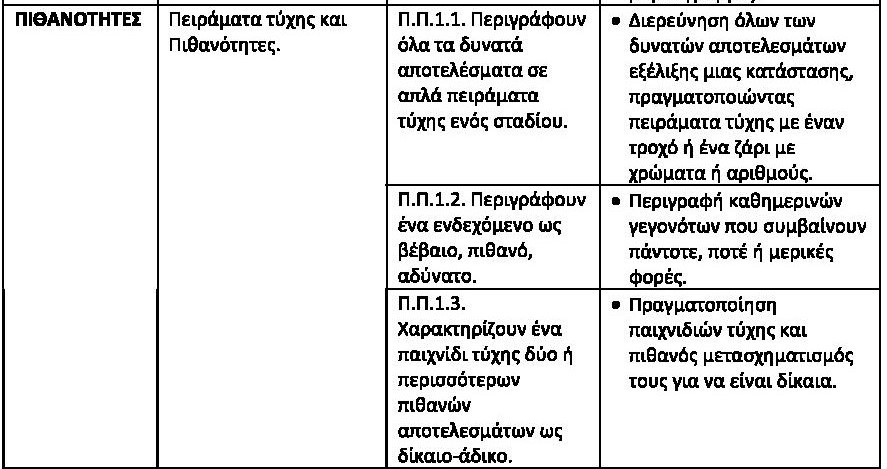 ΠΙΘΑΝΟΤΗΤΕΣ
Πειράματα τύχης και
Πιθανότητες.
Π.Π.1.1. Περιγράφουν
όλα τα δυνατά
αποτελέσματα σε
απλά πειράματα
τύχης ενός σταδίου.
• Διερεύνηση όλων των
δυνατών αποτελεσμάτων
εξέλιξης μιας κατάστασης,
πραγματοποιώντας
πειράματα τύχης με έναν
τροχό ή ένα ζάρι με
χρώματα ή αριθμούς.
Π.Π.1.2. Περιγράφουν
ένα ενδεχόμενο ως
βέβαιο, πιθανό,
αδύνατο.
• Περιγραφή καθημερινών
γεγονότων που συμβαίνουν
πάντοτε, ποτέ ή μερικές
φορές.
Π.Π.1.3.
Χαρακτηρίζουν ένα
παιχνίδι τύχης δύο ή
περισσότερων
πιθανών
αποτελεσμάτων ως
δίκαιο-άδικο.
• Πραγματοποίηση
παιχνιδιών τύχης και
πιθανός μετασχηματισμός
τους για να είναι δίκαια.